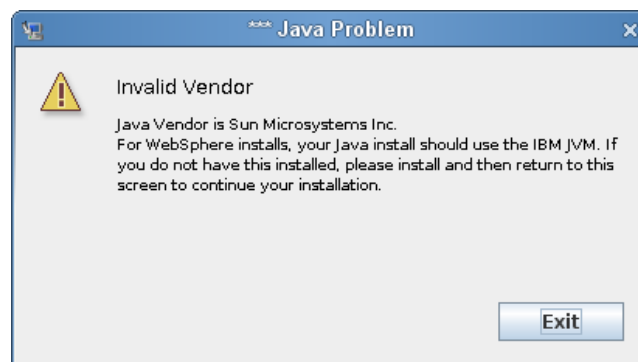 *** Java Problem
Invalid Vendor
Java Vendor is Sun Microsystems Inc.
For WebSphere installs, your Java install should use the IBM JVM. If
you do not have this installed, please install and then return to this
screen to continue your installation.
Exit